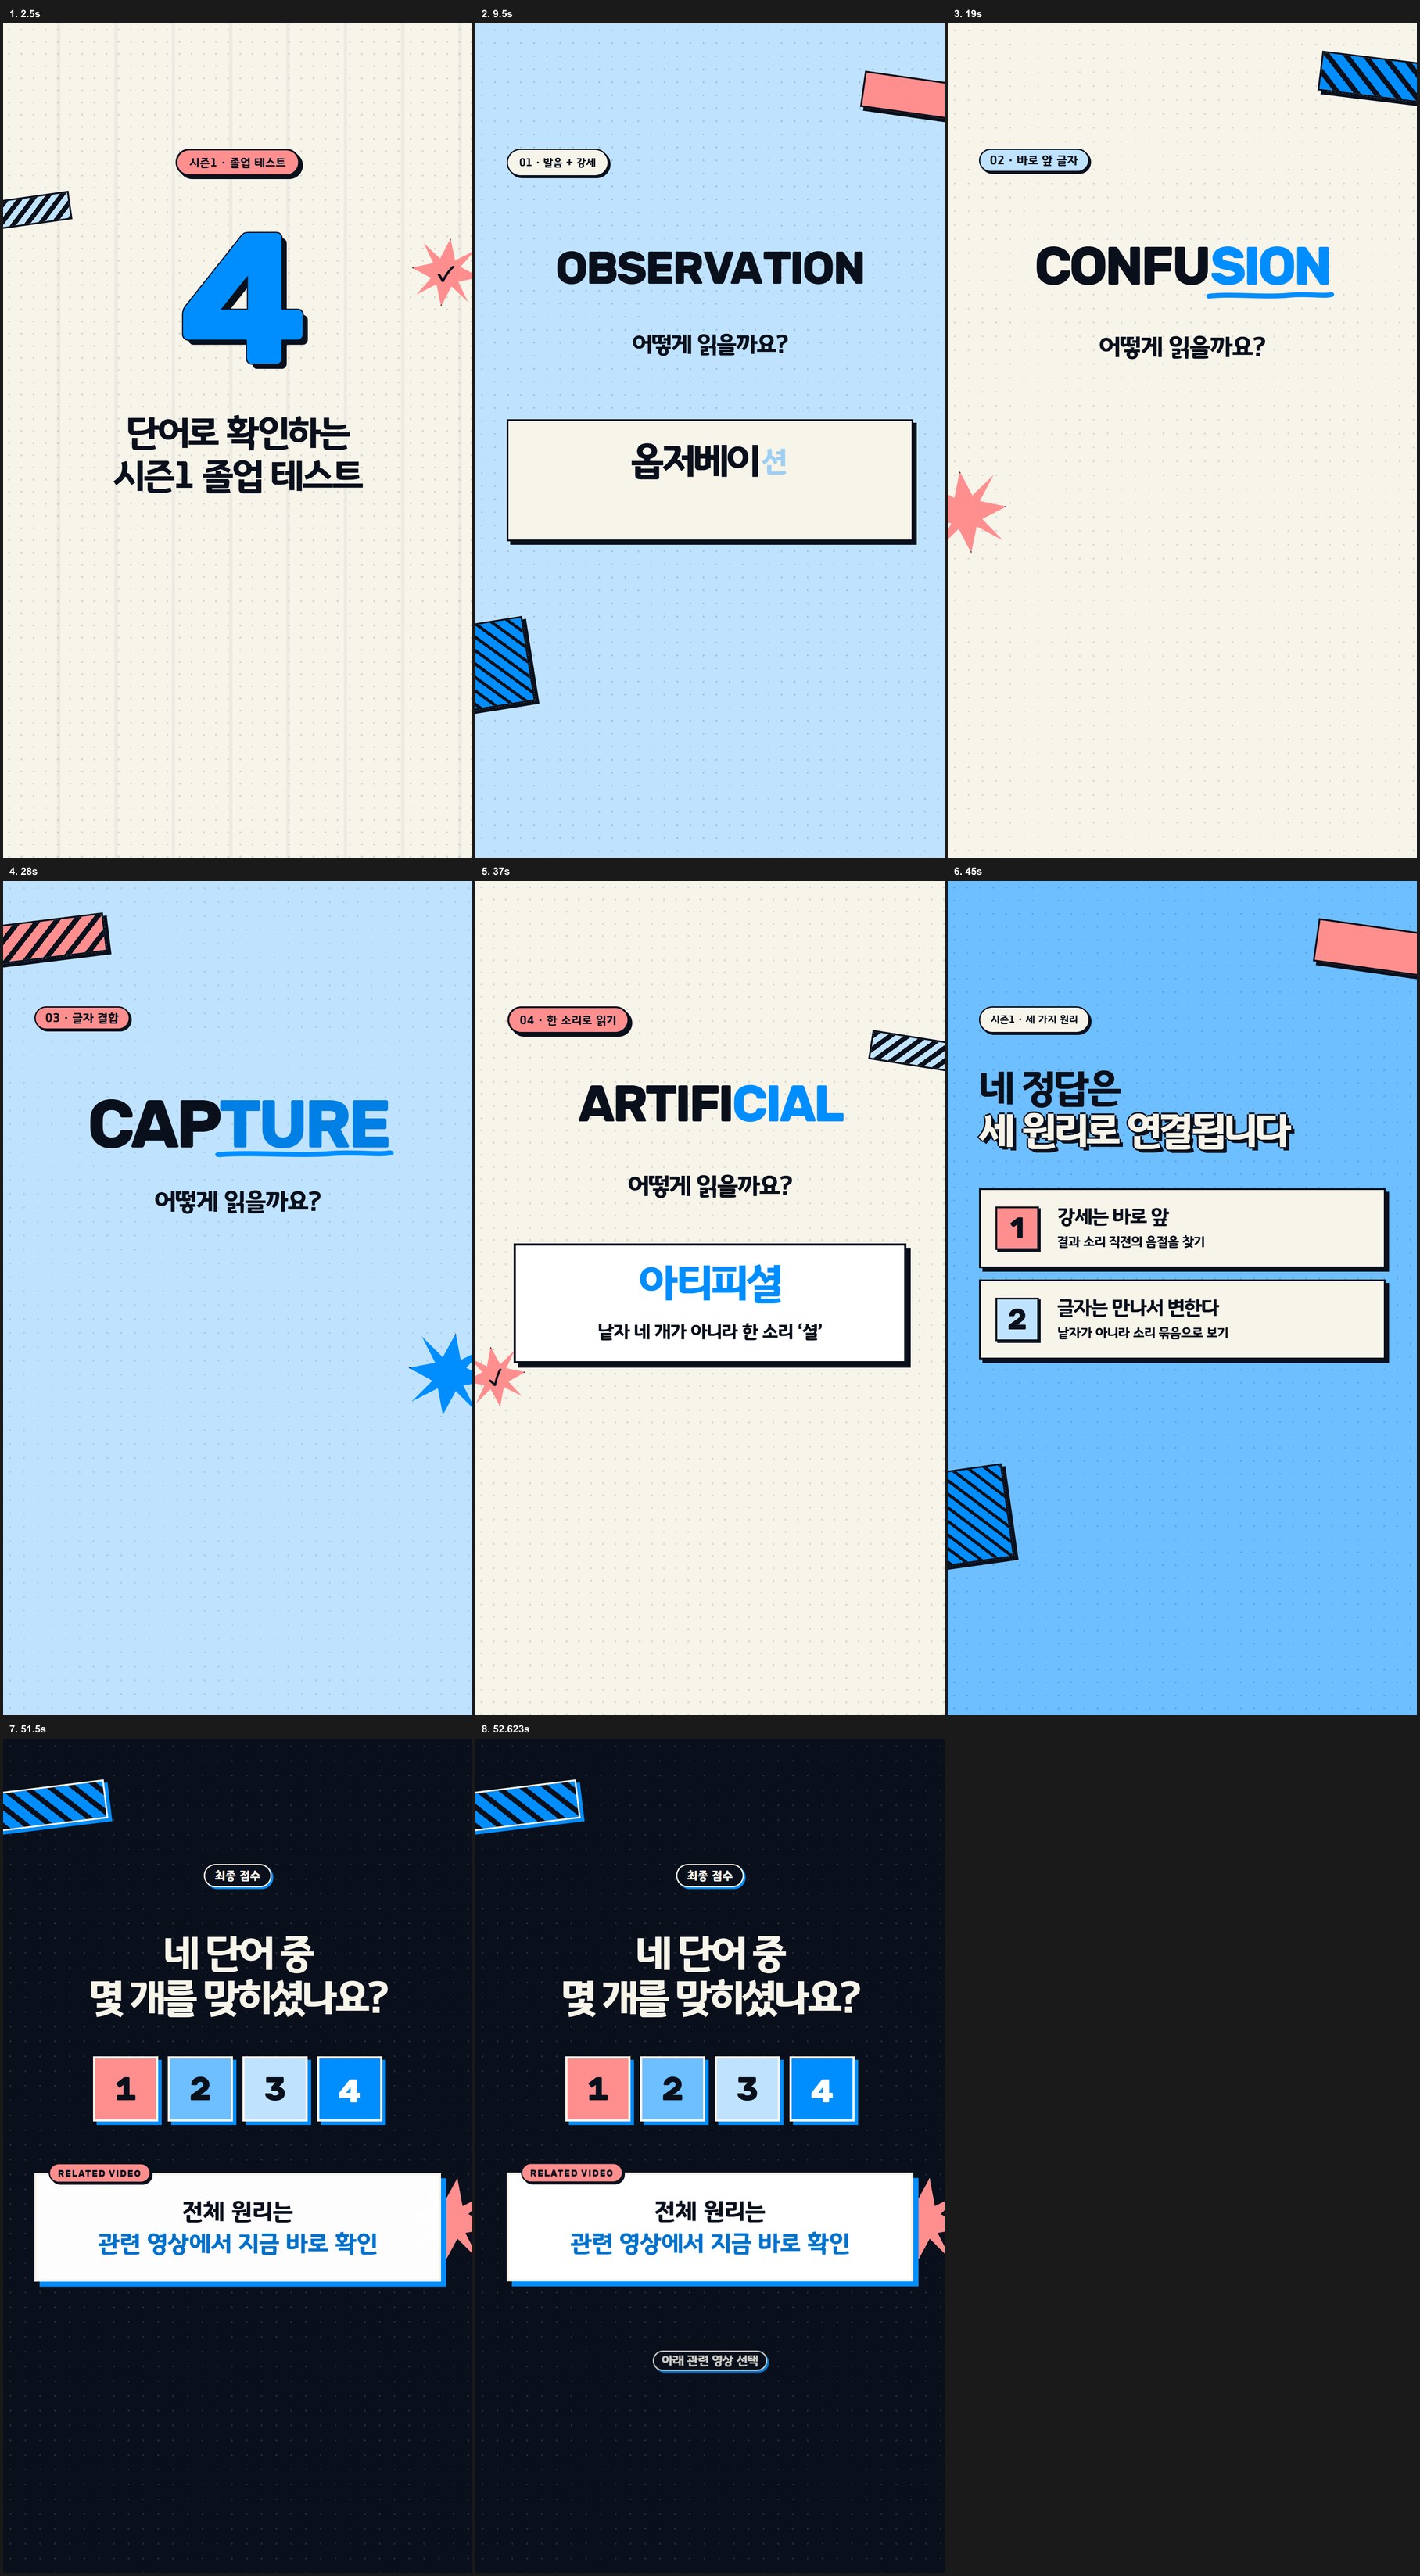 1. 2.5s
시즌1 · 졸업 테스트
4
✓
단어로 확인하는
시즌1 졸업 테스트
2. 9.5s
01 · 발음 + 강세
OBSERVATION
어떻게 읽을까요?
옵저베이션
3. 19s
02 · 바로 앞 글자
CONFUSION
어떻게 읽을까요?
4. 28s
03 · 글자 결합
CAPTURE
어떻게 읽을까요?
5. 37s
04 · 한 소리로 읽기
ARTIFICIAL
어떻게 읽을까요?
아티피셜
낱자 네 개가 아니라 한 소리 ‘셜’
✓
6. 45s
시즌1 · 세 가지 원리
네 정답은
세 원리로 연결됩니다
1
강세는 바로 앞
결과 소리 직전의 음절을 찾기
2
글자는 만나서 변한다
낱자가 아니라 소리 묶음으로 보기
7. 51.5s
최종 점수
네 단어 중
몇 개를 맞히셨나요?
1 2 3 4
RELATED VIDEO
전체 원리는
관련 영상에서 지금 바로 확인
8. 52.623s
최종 점수
네 단어 중
몇 개를 맞히셨나요?
1 2 3 4
RELATED VIDEO
전체 원리는
관련 영상에서 지금 바로 확인
아래 관련 영상 선택